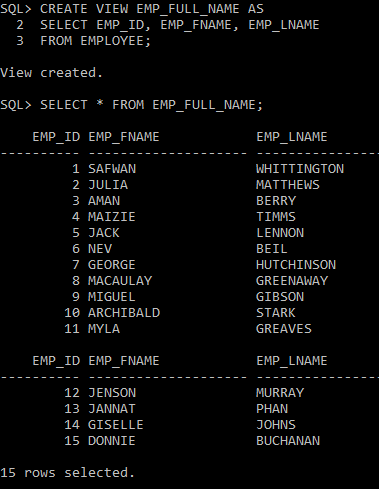 SQL> CREATE VIEW EMP_FULL_NAME AS
  2  SELECT EMP_ID, EMP_FNAME, EMP_LNAME
  3  FROM EMPLOYEE;
View created.
SQL> SELECT * FROM EMP_FULL_NAME;
    EMP_ID EMP_FNAME            EMP_LNAME
---------- -------------------- ---------------
         1 SAFWAN               WHITTINGTON
         2 JULIA                MATTHEWS
         3 AMAN                 BERRY
         4 MAIZIE               TIMMS
         5 JACK                 LENNON
         6 NEV                  BEIL
         7 GEORGE               HUTCHINSON
         8 MACAULAY             GREENAWAY
         9 MIGUEL               GIBSON
        10 ARCHIBALD            STARK
        11 MYLA                 GREAVES
    EMP_ID EMP_FNAME            EMP_LNAME
---------- -------------------- ---------------
        12 JENSON               MURRAY
        13 JANNAT               PHAN
        14 GISELLE              JOHNS
        15 DONNIE               BUCHANAN
15 rows selected.